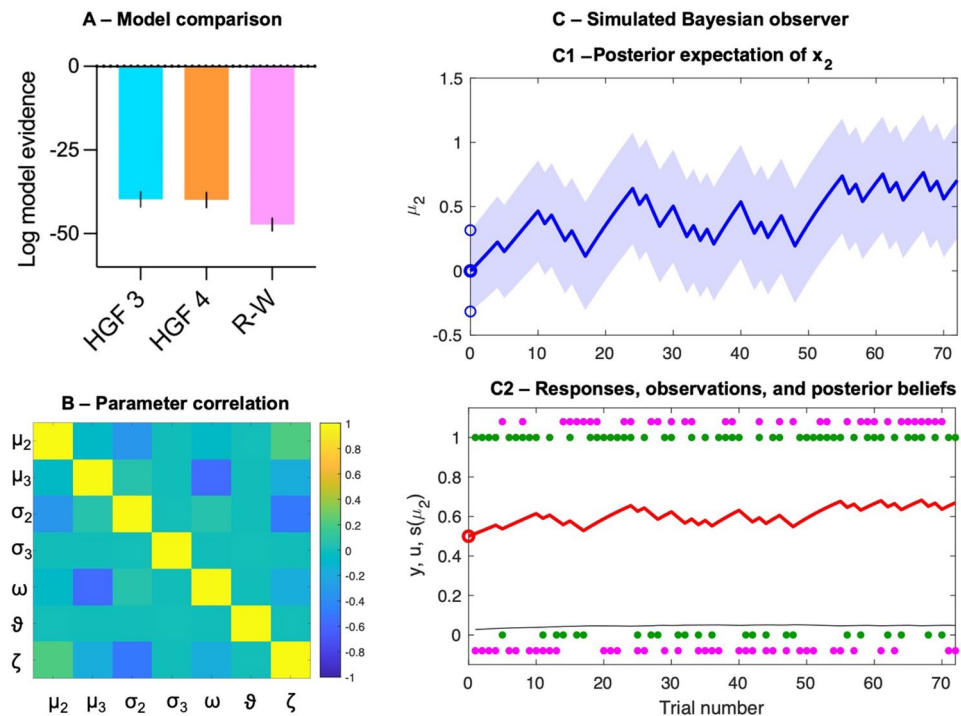 A – Model comparison
Log model evidence
0
-25
-50
HGF 3
HGF 4
R-W
B – Parameter correlation
μ2
μ3
σ2
σ3
ω
ϑ
ζ
μ2 μ3 σ2 σ3 ω ϑ ζ
1
0.8
0.6
0.4
0.2
0
-0.2
-0.4
-0.6
-0.8
-1
C – Simulated Bayesian observer
C1 –Posterior expectation of x2
μ2
1.5
1
0.5
0
-0.5
0 10 20 30 40 50 60 70
C2 – Responses, observations, and posterior beliefs
y, u, s(μ2)
1
0.8
0.6
0.4
0.2
0
0 10 20 30 40 50 60 70
Trial number